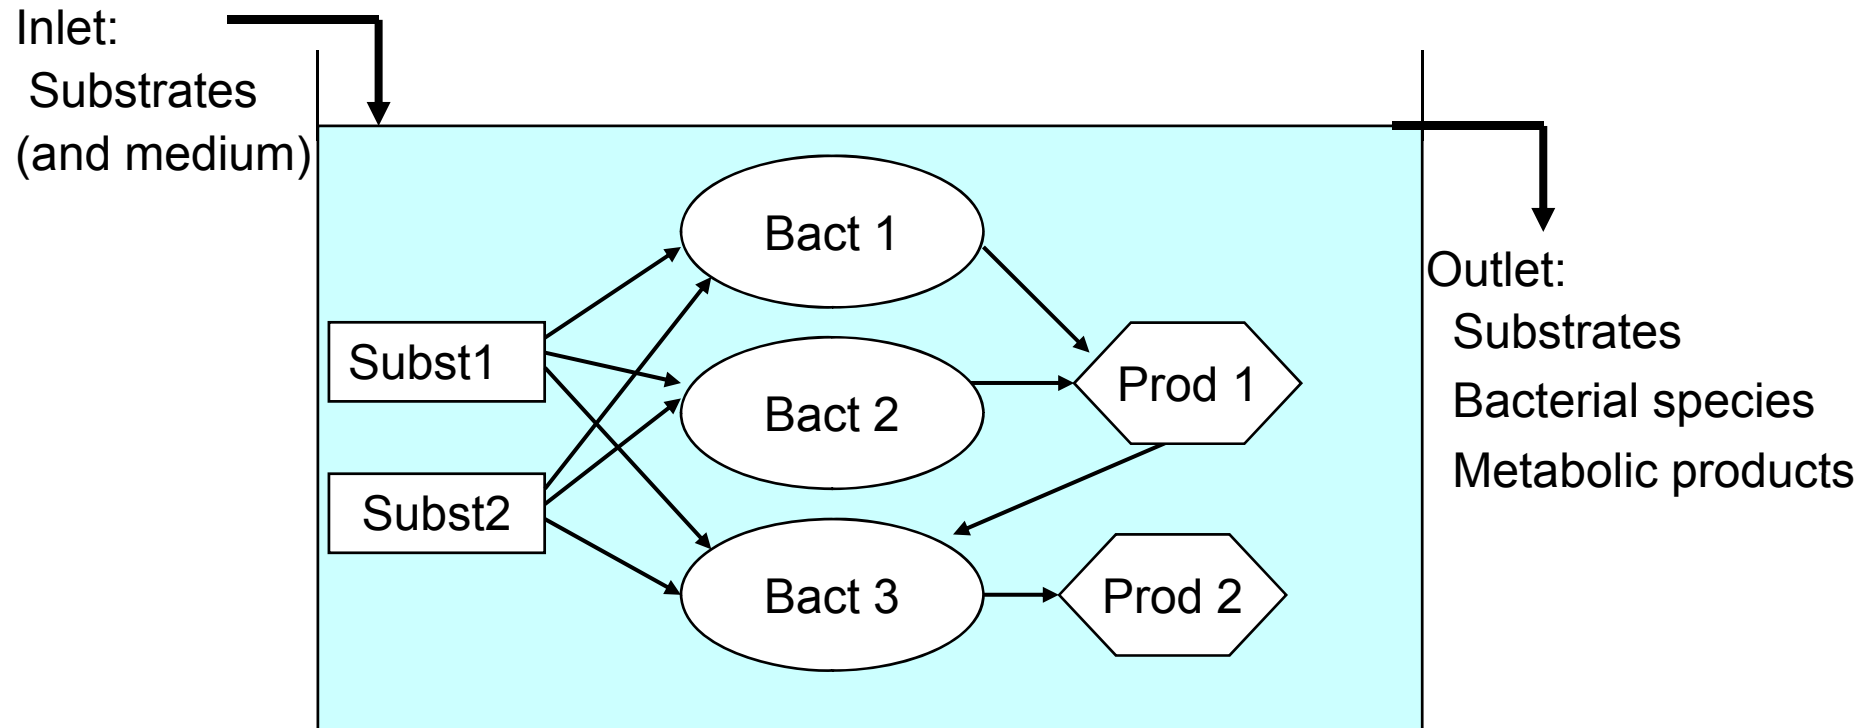 Inlet:
Substrates
(and medium)
Bact 1
Subst1
Bact 2
Prod 1
Subst2
Bact 3
Prod 2
Outlet:
Substrates
Bacterial species
Metabolic products